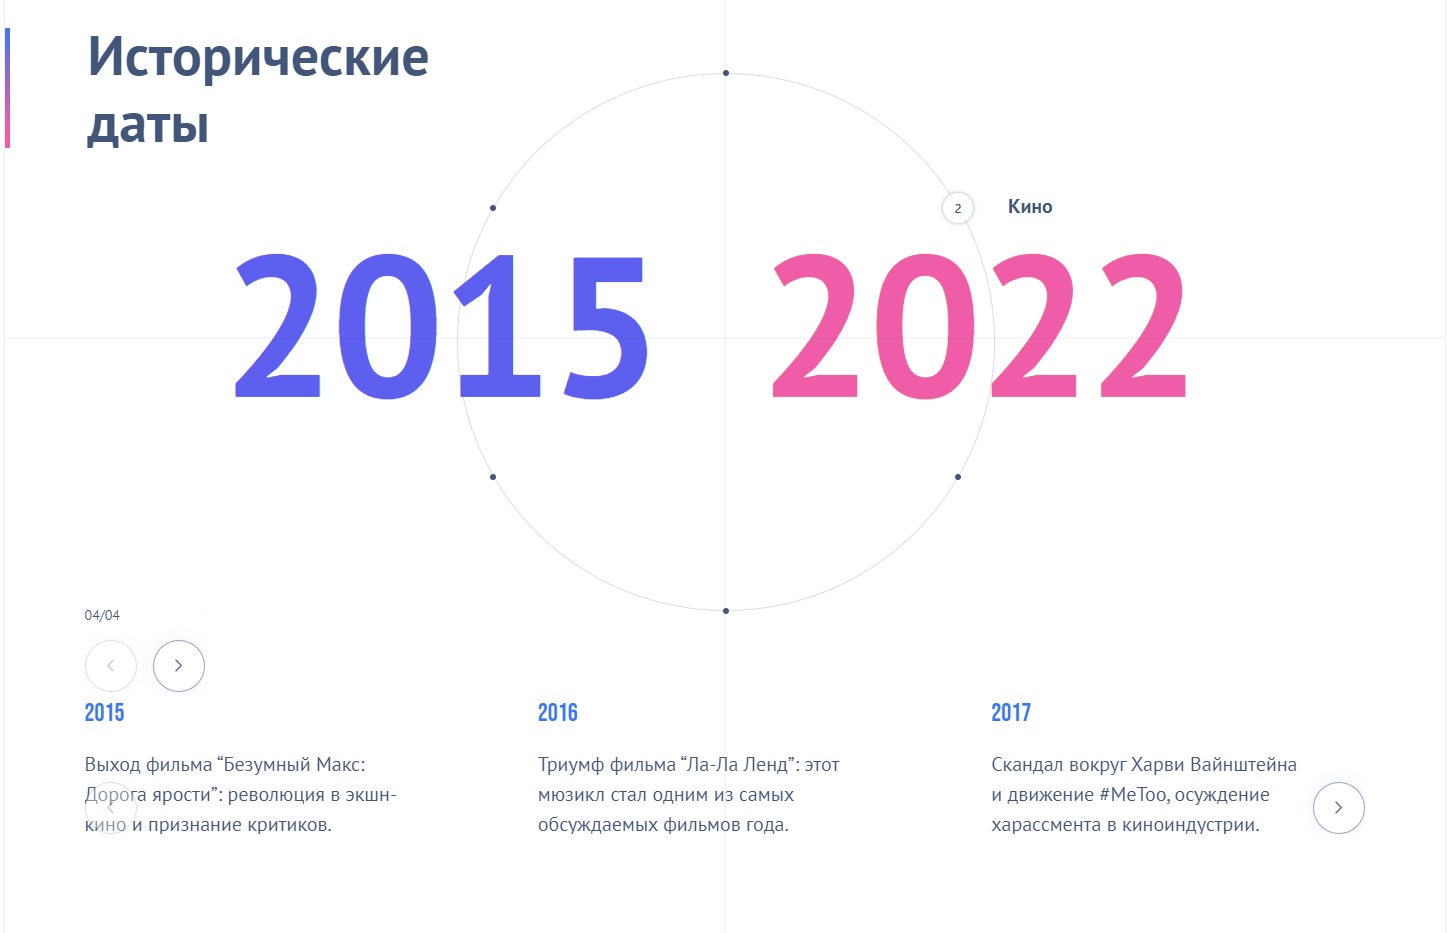 Исторические
даты
2
Кино
2015 2022
04/04
2015
Выход фильма “Безумный Макс:
Дорога ярости”: революция в экшн-
кино и признание критиков.
2016
Триумф фильма “Ла-Ла Ленд”: этот
мюзикл стал одним из самых
обсуждаемых фильмов года.
2017
Скандал вокруг Харви Вайнштейна
и движение #MeToo, осуждение
харассмента в киноиндустрии.